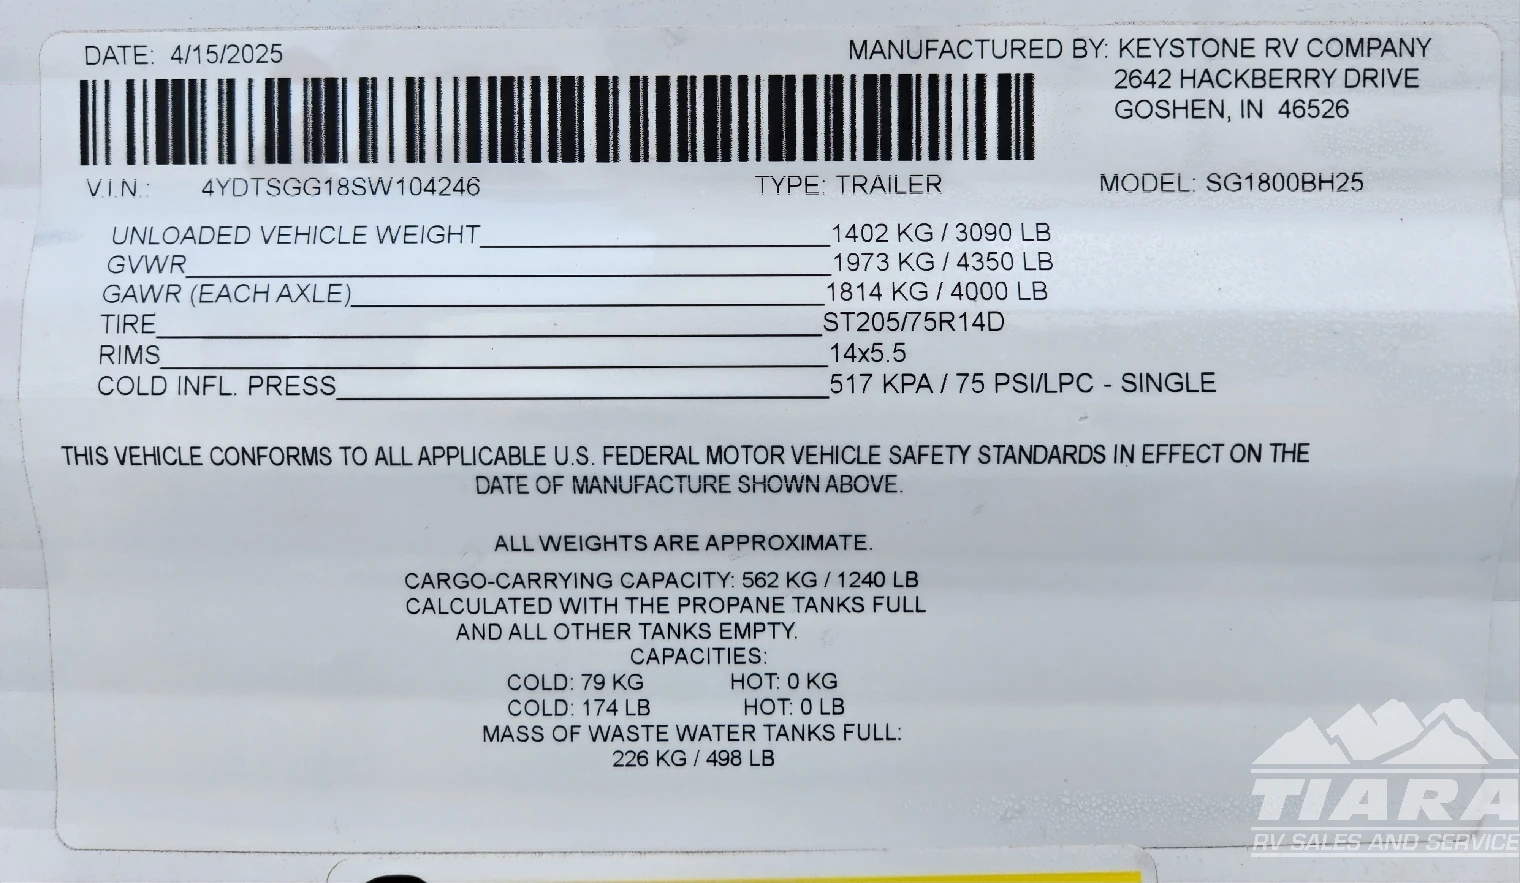 DATE: 4/15/2025
MANUFACTURED BY: KEYSTONE RV COMPANY
2642 HACKBERRY DRIVE
GOSHEN, IN 46526
V.I.N.: 4YDTSGG18SW104246 TYPE: TRAILER MODEL: SG1800BH25
UNLOADED VEHICLE WEIGHT 1402 KG / 3090 LB
GVWR 1973 KG / 4350 LB
GAWR (EACH AXLE) 1814 KG / 4000 LB
TIRE ST205/75R14D
RIMS 14x5.5
COLD INFL. PRESS 517 KPA / 75 PSI/LPC - SINGLE
THIS VEHICLE CONFORMS TO ALL APPLICABLE U.S. FEDERAL MOTOR VEHICLE SAFETY STANDARDS IN EFFECT ON THE
DATE OF MANUFACTURE SHOWN ABOVE.
ALL WEIGHTS ARE APPROXIMATE.
CARGO-CARRYING CAPACITY: 562 KG / 1240 LB
CALCULATED WITH THE PROPANE TANKS FULL
AND ALL OTHER TANKS EMPTY.
CAPACITIES:
COLD: 79 KG HOT: 0 KG
COLD: 174 LB HOT: 0 LB
MASS OF WASTE WATER TANKS FULL:
226 KG / 498 LB
TIARA
RV SALES AND SERVICE